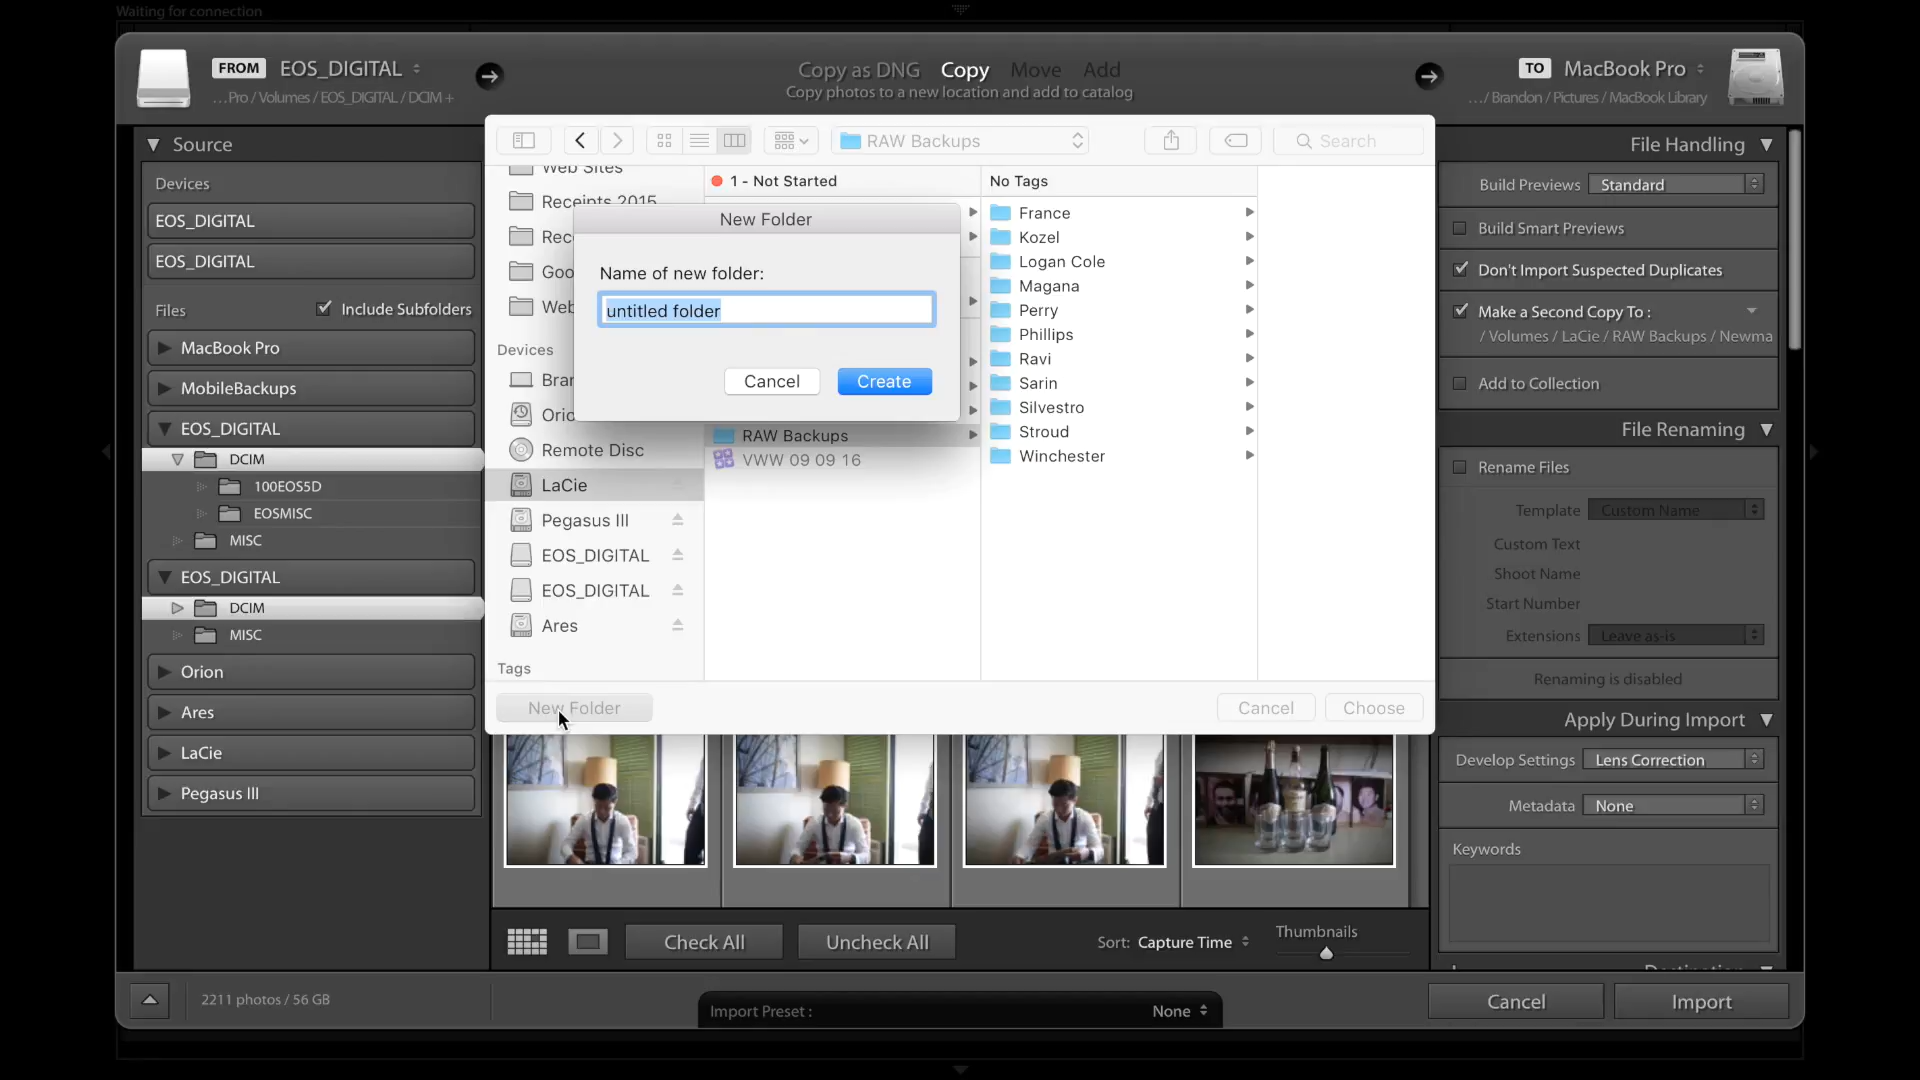 Waiting for connection
FROM EOS_DIGITAL
…Pro / Volumes / EOS_DIGITAL / DCIM +
Copy as DNG Copy Move Add
Copy photos to a new location and add to catalog
TO MacBook Pro
…/ Brandon / Pictures / MacBook Library
Source
Devices
EOS_DIGITAL
EOS_DIGITAL
Files Include Subfolders
MacBook Pro
MobileBackups
EOS_DIGITAL
DCIM
100EOS5D
EOSMISC
MISC
EOS_DIGITAL
DCIM
MISC
Orion
Ares
LaCie
Pegasus III
RAW Backups
Search
Web Sites
Receipts 2015
Rec
Goo
Web
Devices
Bran
Orio
Remote Disc
LaCie
Pegasus III
EOS_DIGITAL
EOS_DIGITAL
Ares
Tags
1 - Not Started
RAW Backups
VWW 09 09 16
No Tags
France
Kozel
Logan Cole
Magana
Perry
Phillips
Ravi
Sarin
Silvestro
Stroud
Winchester
New Folder
Name of new folder:
untitled folder
Cancel Create
New Folder Cancel Choose
File Handling
Build Previews Standard
Build Smart Previews
Don't Import Suspected Duplicates
Make a Second Copy To :
/ Volumes / LaCie / RAW Backups / Newma
Add to Collection
File Renaming
Rename Files
Template Custom Name
Custom Text
Shoot Name
Start Number
Extensions Leave as-is
Renaming is disabled
Apply During Import
Develop Settings Lens Correction
Metadata None
Keywords
Destination
Check All Uncheck All Sort: Capture Time Thumbnails
2211 photos / 56 GB
Import Preset : None
Cancel Import